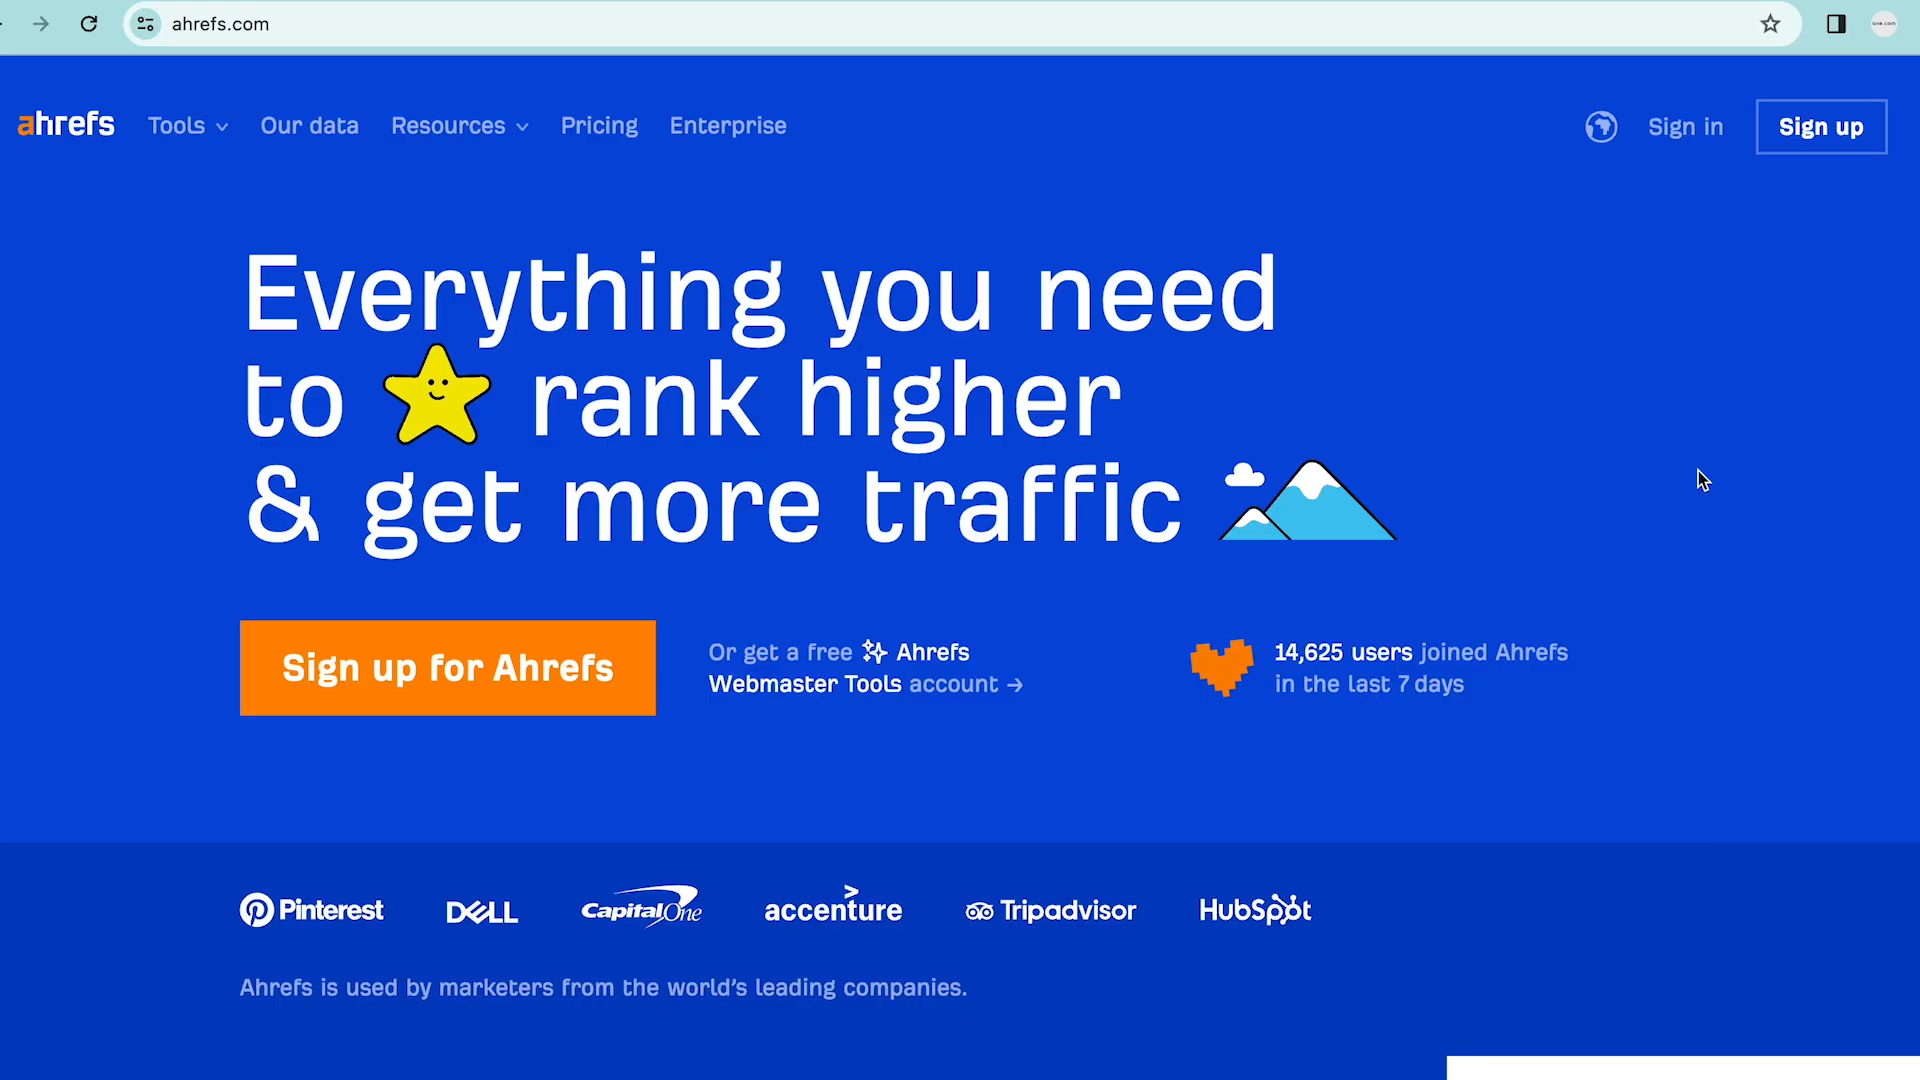 ahrefs.com
one.com
ahrefs Tools Our data Resources Pricing Enterprise Sign in Sign up
Everything you need
to rank higher
& get more traffic
Sign up for Ahrefs
Or get a free Ahrefs
Webmaster Tools account →
14,625 users joined Ahrefs
in the last 7 days
Pinterest DELL Capital One accenture Tripadvisor HubSpot
Ahrefs is used by marketers from the world’s leading companies.